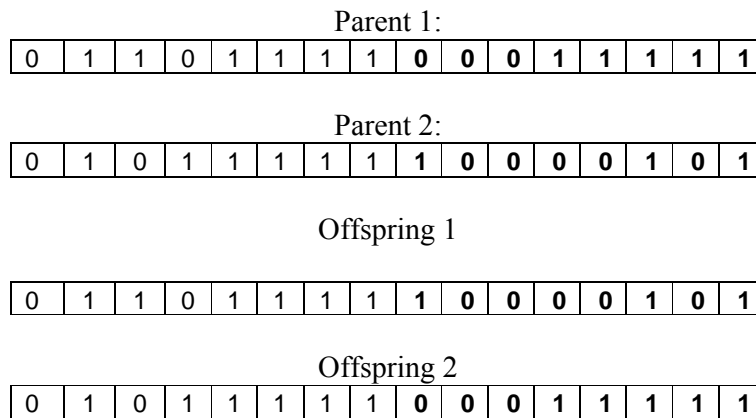 Parent 1:
0 1 1 0 1 1 1 1 0 0 0 1 1 1 1 1
Parent 2:
0 1 0 1 1 1 1 1 1 0 0 0 0 1 0 1
Offspring 1
0 1 1 0 1 1 1 1 1 0 0 0 0 1 0 1
Offspring 2
0 1 0 1 1 1 1 1 0 0 0 1 1 1 1 1